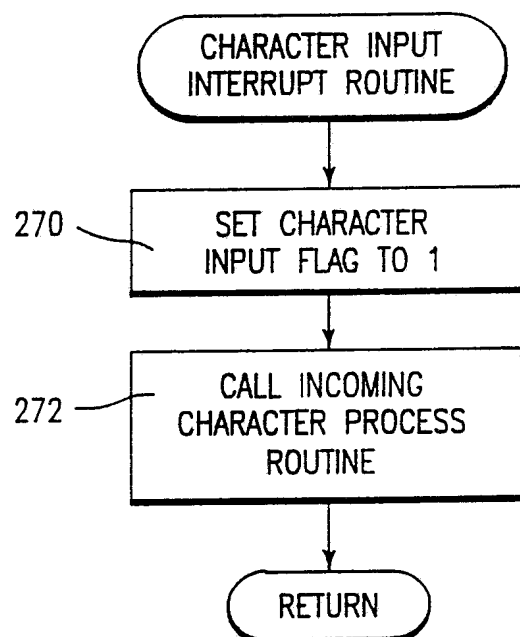 CHARACTER INPUT
INTERRUPT ROUTINE
270
SET CHARACTER
INPUT FLAG TO 1
272
CALL INCOMING
CHARACTER PROCESS
ROUTINE
RETURN